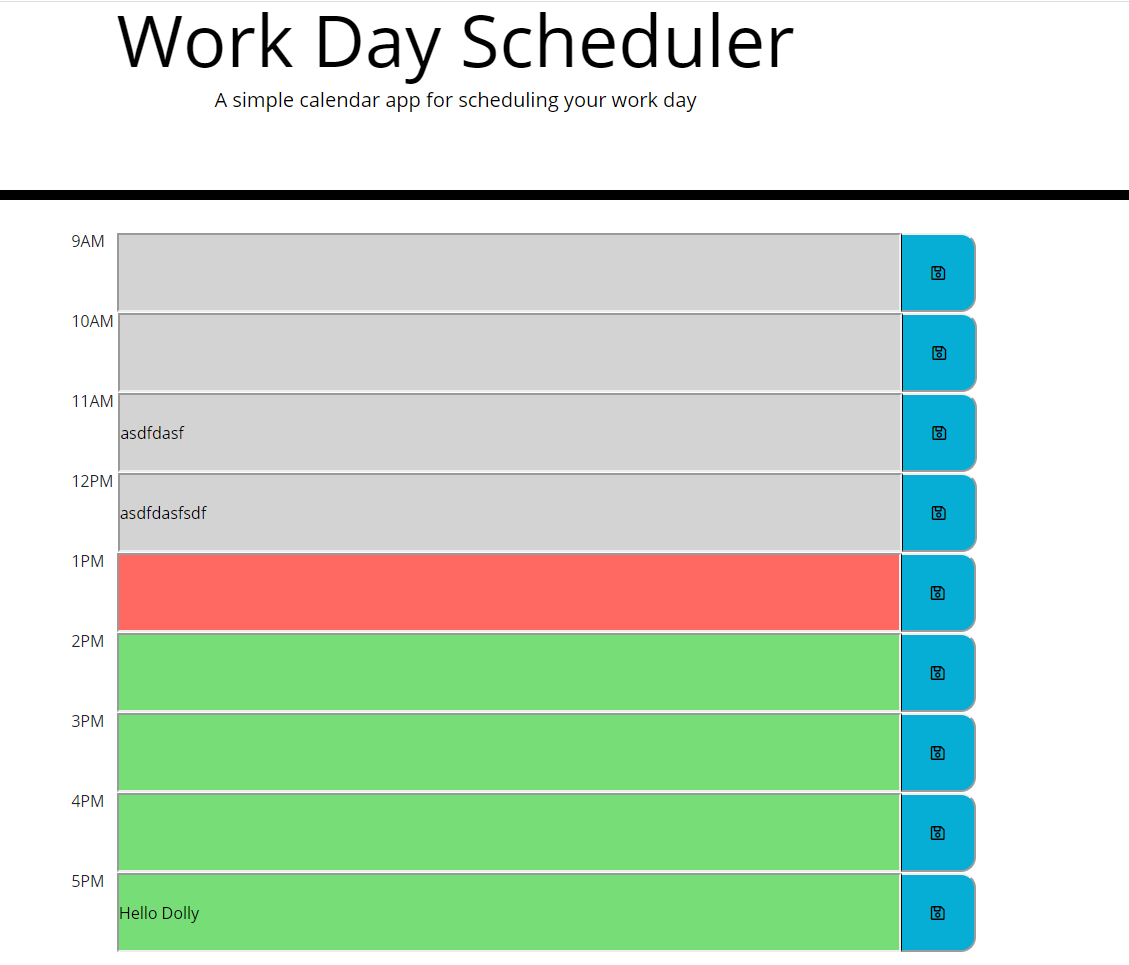 Work Day Scheduler
A simple calendar app for scheduling your work day
9AM
10AM
11AM
asdfdasf
12PM
asdfdasfsdf
1PM
2PM
3PM
4PM
5PM
Hello Dolly